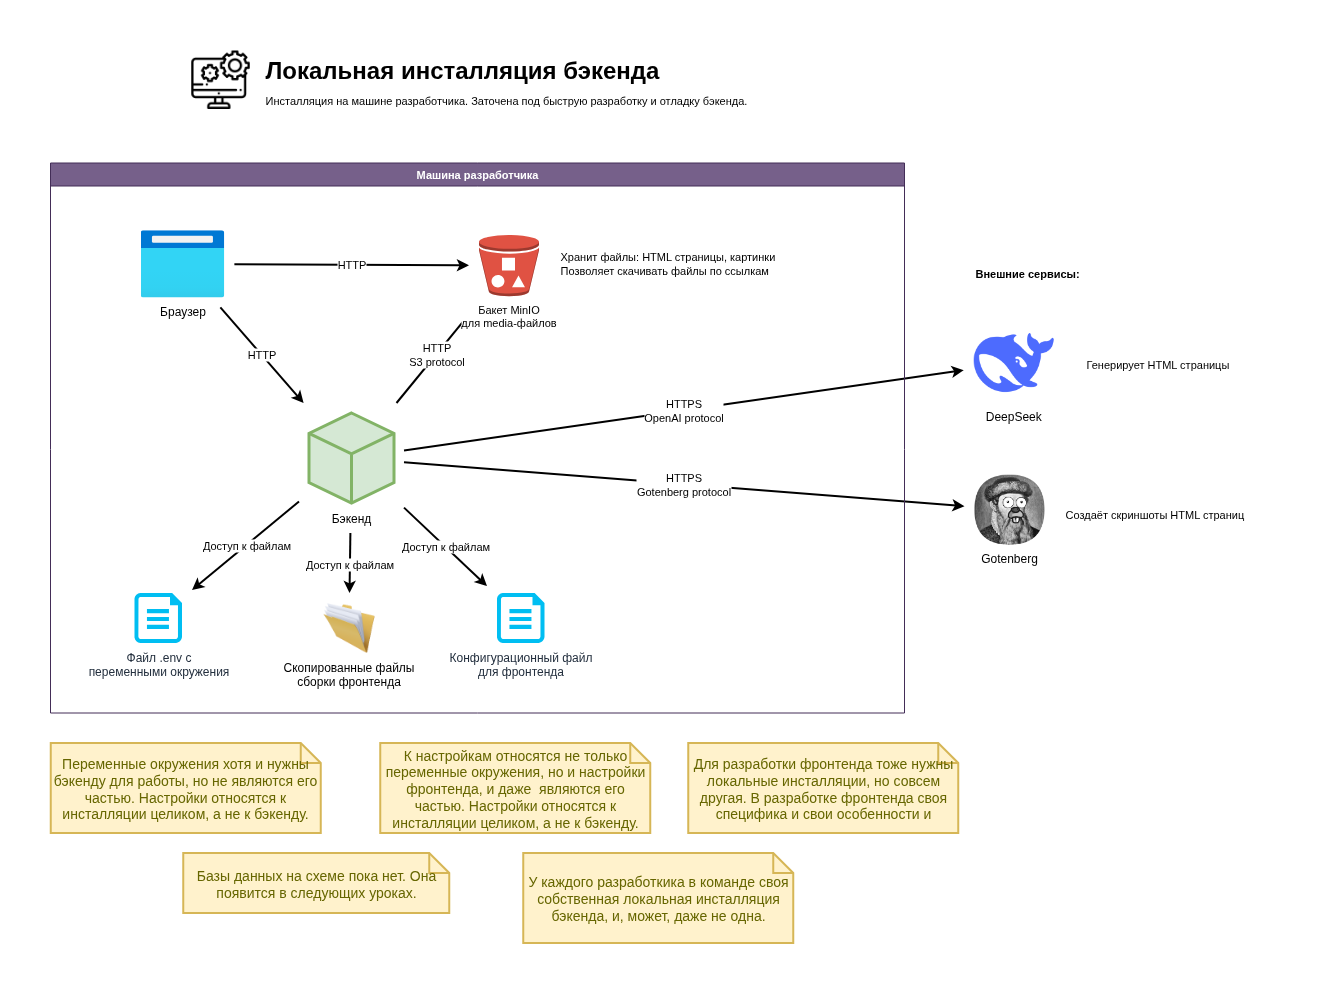 Локальная инсталляция бэкенда
Инсталляция на машине разработчика. Заточена под быструю разработку и отладку бэкенда.
Машина разработчика
HTTP
Хранит файлы: HTML страницы, картинки
Позволяет скачивать файлы по ссылкам
Внешние сервисы:
Браузер
Бакет MinIO
для media-файлов
HTTP
HTTP
S3 protocol
Генерирует HTML страницы
HTTPS
OpenAI protocol
DeepSeek
HTTPS
Gotenberg protocol
Создаёт скриншоты HTML страниц
Бэкенд
Gotenberg
Доступ к файлам
Доступ к файлам
Доступ к файлам
Файл .env с
переменными окружения
Скопированные файлы
сборки фронтенда
Конфигурационный файл
для фронтенда
Переменные окружения хотя и нужны
бэкенду для работы, но не являются его
частью. Настройки относятся к
инсталляции целиком, а не к бэкенду.
К настройкам относятся не только
переменные окружения, но и настройки
фронтенда, и даже  являются его
частью. Настройки относятся к
инсталляции целиком, а не к бэкенду.
Для разработки фронтенда тоже нужны
локальные инсталляции, но совсем
другая. В разработке фронтенда своя
специфика и свои особенности и
Базы данных на схеме пока нет. Она
появится в следующих уроках.
У каждого разработкика в команде своя
собственная локальная инсталляция
бэкенда, и, может, даже не одна.